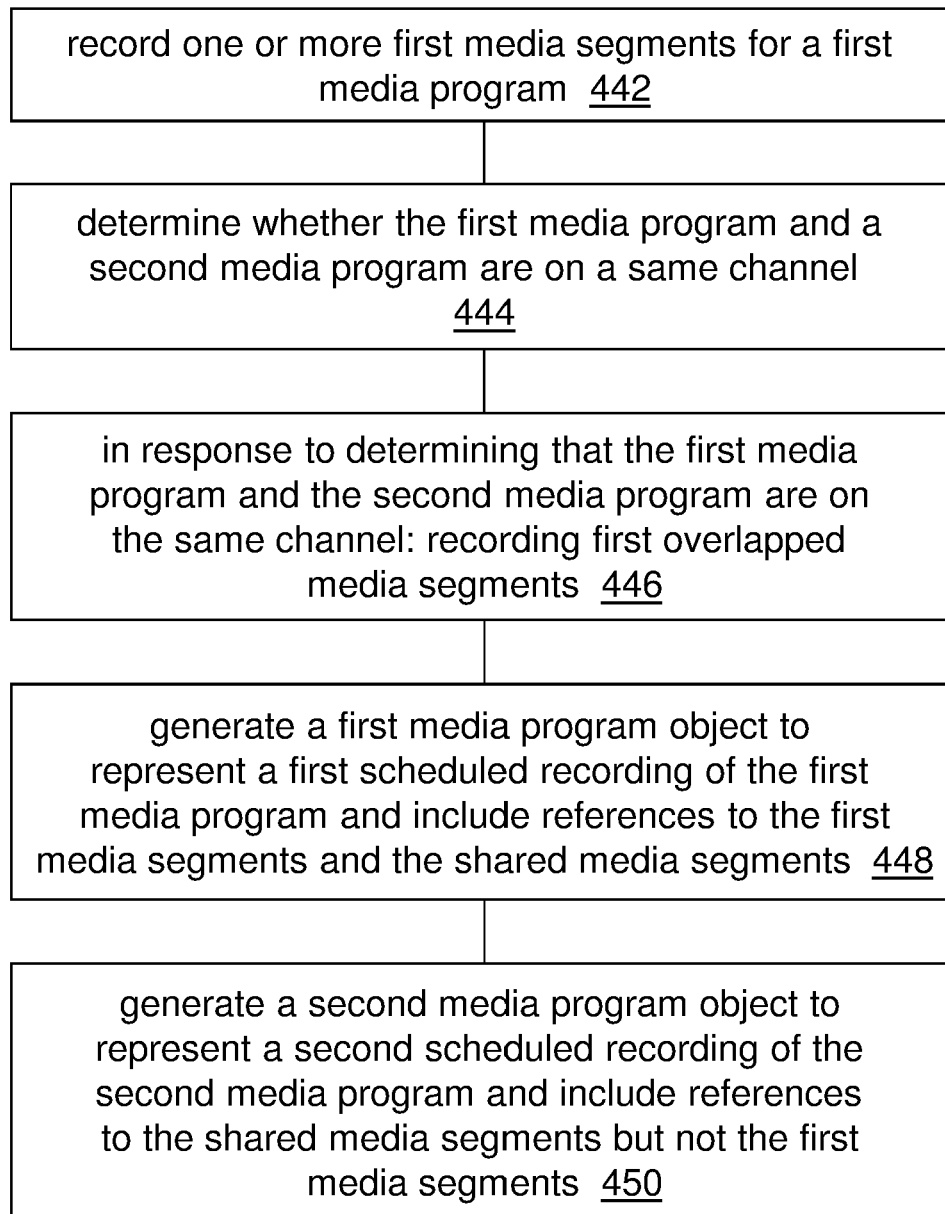 record one or more first media segments for a first
media program 442
determine whether the first media program and a
second media program are on a same channel
444
in response to determining that the first media
program and the second media program are on
the same channel: recording first overlapped
media segments 446
generate a first media program object to
represent a first scheduled recording of the first
media program and include references to the first
media segments and the shared media segments 448
generate a second media program object to
represent a second scheduled recording of the
second media program and include references
to the shared media segments but not the first
media segments 450